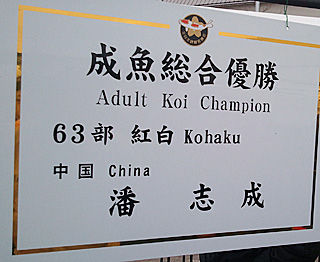 成魚総合優勝
Adult Koi Champion
63部 紅白 Kohaku
中国 China
潘 志 成